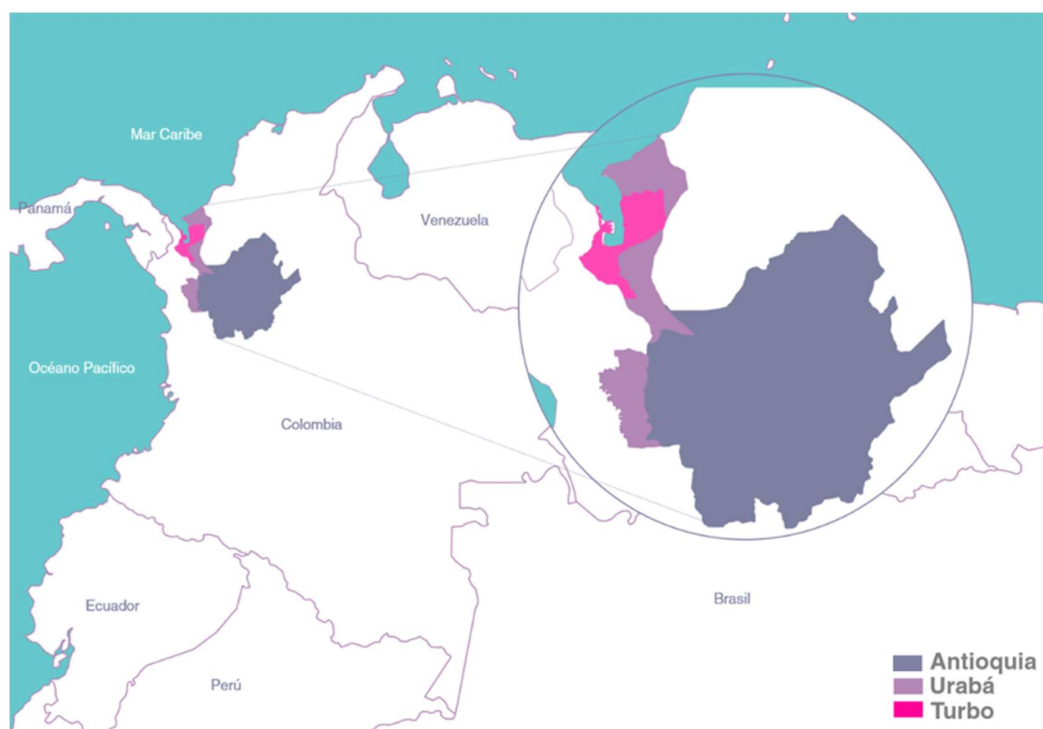 Mar Caribe
Panamá
Venezuela
Océano Pacífico
Colombia
Ecuador
Brasil
Perú
Antioquia
Urabá
Turbo